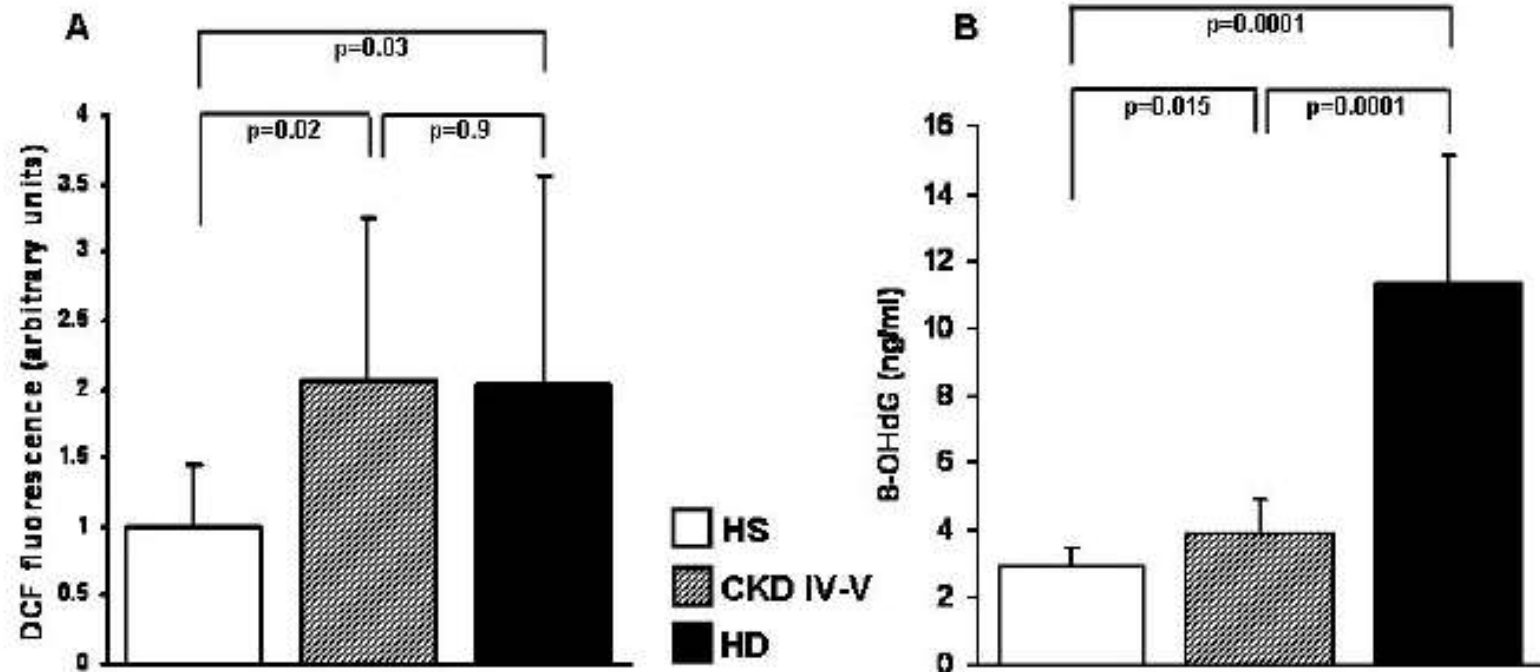 A
p=0.03
p=0.02
p=0.9
DCF fluorescence (arbitrary units)
4
3.5
3
2.5
2
1.5
1
0.5
0
HS
CKD IV-V
HD
B
p=0.0001
p=0.015
p=0.0001
8-OHdG (ng/ml)
16
14
12
10
8
6
4
2
0